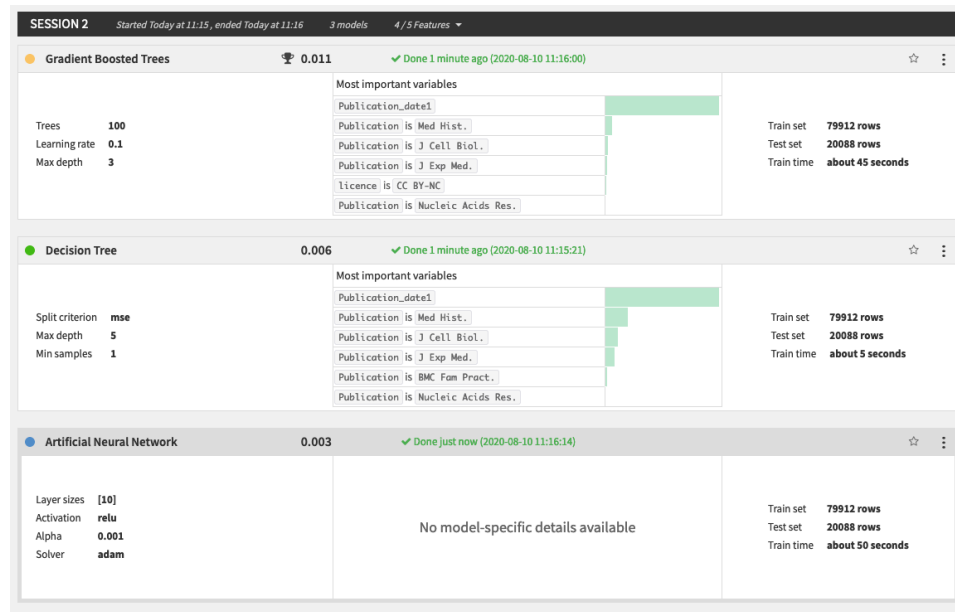 SESSION 2 Started Today at 11:15 , ended Today at 11:16 3 models 4 / 5 Features
Gradient Boosted Trees 0.011 Done 1 minute ago (2020-08-10 11:16:00)
Most important variables
Publication_date1
Publication is Med Hist.
Publication is J Cell Biol.
Publication is J Exp Med.
licence is CC BY-NC
Publication is Nucleic Acids Res.
Trees 100
Learning rate 0.1
Max depth 3
Train set 79912 rows
Test set 20088 rows
Train time about 45 seconds
Decision Tree 0.006 Done 1 minute ago (2020-08-10 11:15:21)
Most important variables
Publication_date1
Publication is Med Hist.
Publication is J Cell Biol.
Publication is J Exp Med.
Publication is BMC Fam Pract.
Publication is Nucleic Acids Res.
Split criterion mse
Max depth 5
Min samples 1
Train set 79912 rows
Test set 20088 rows
Train time about 5 seconds
Artificial Neural Network 0.003 Done just now (2020-08-10 11:16:14)
Layer sizes [10]
Activation relu
Alpha 0.001
Solver adam
No model-specific details available
Train set 79912 rows
Test set 20088 rows
Train time about 50 seconds